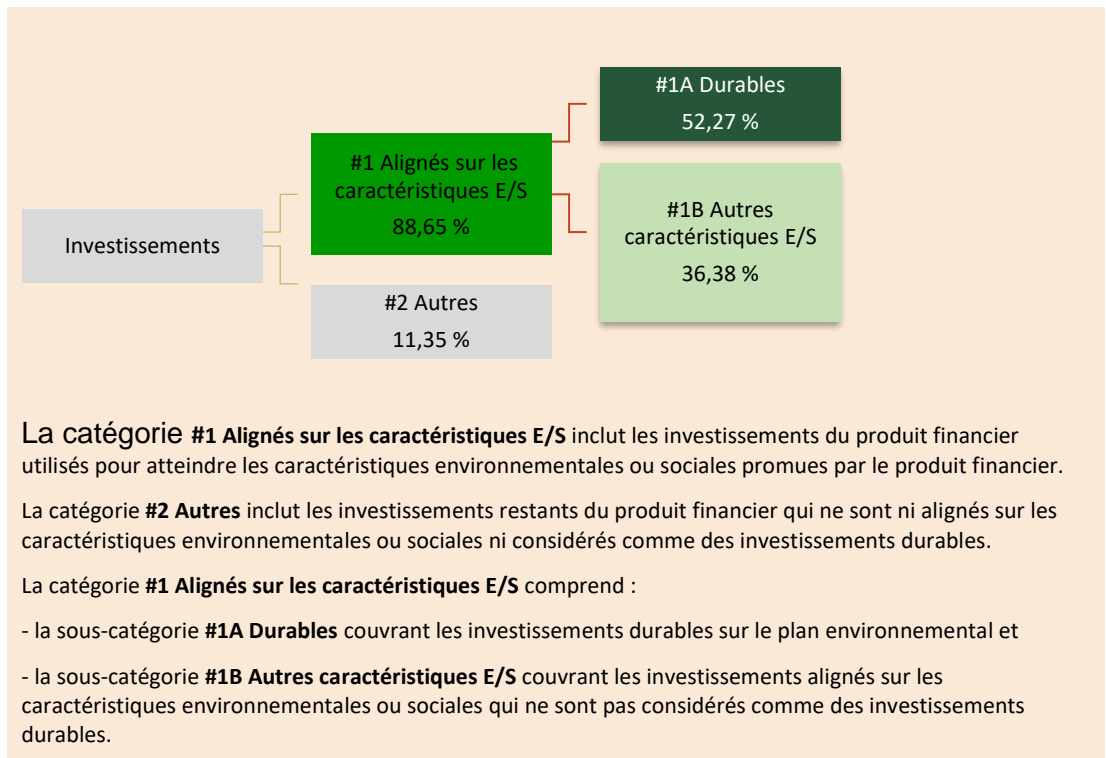 #1A Durables
52,27 %
#1 Alignés sur les
caractéristiques E/S
88,65 %
#1B Autres
caractéristiques E/S
36,38 %
Investissements
#2 Autres
11,35 %
La catégorie #1 Alignés sur les caractéristiques E/S inclut les investissements du produit financier
utilisés pour atteindre les caractéristiques environnementales ou sociales promues par le produit financier.
La catégorie #2 Autres inclut les investissements restants du produit financier qui ne sont ni alignés sur les
caractéristiques environnementales ou sociales ni considérés comme des investissements durables.
La catégorie #1 Alignés sur les caractéristiques E/S comprend :
- la sous-catégorie #1A Durables couvrant les investissements durables sur le plan environnemental et
- la sous-catégorie #1B Autres caractéristiques E/S couvrant les investissements alignés sur les
caractéristiques environnementales ou sociales qui ne sont pas considérés comme des investissements
durables.